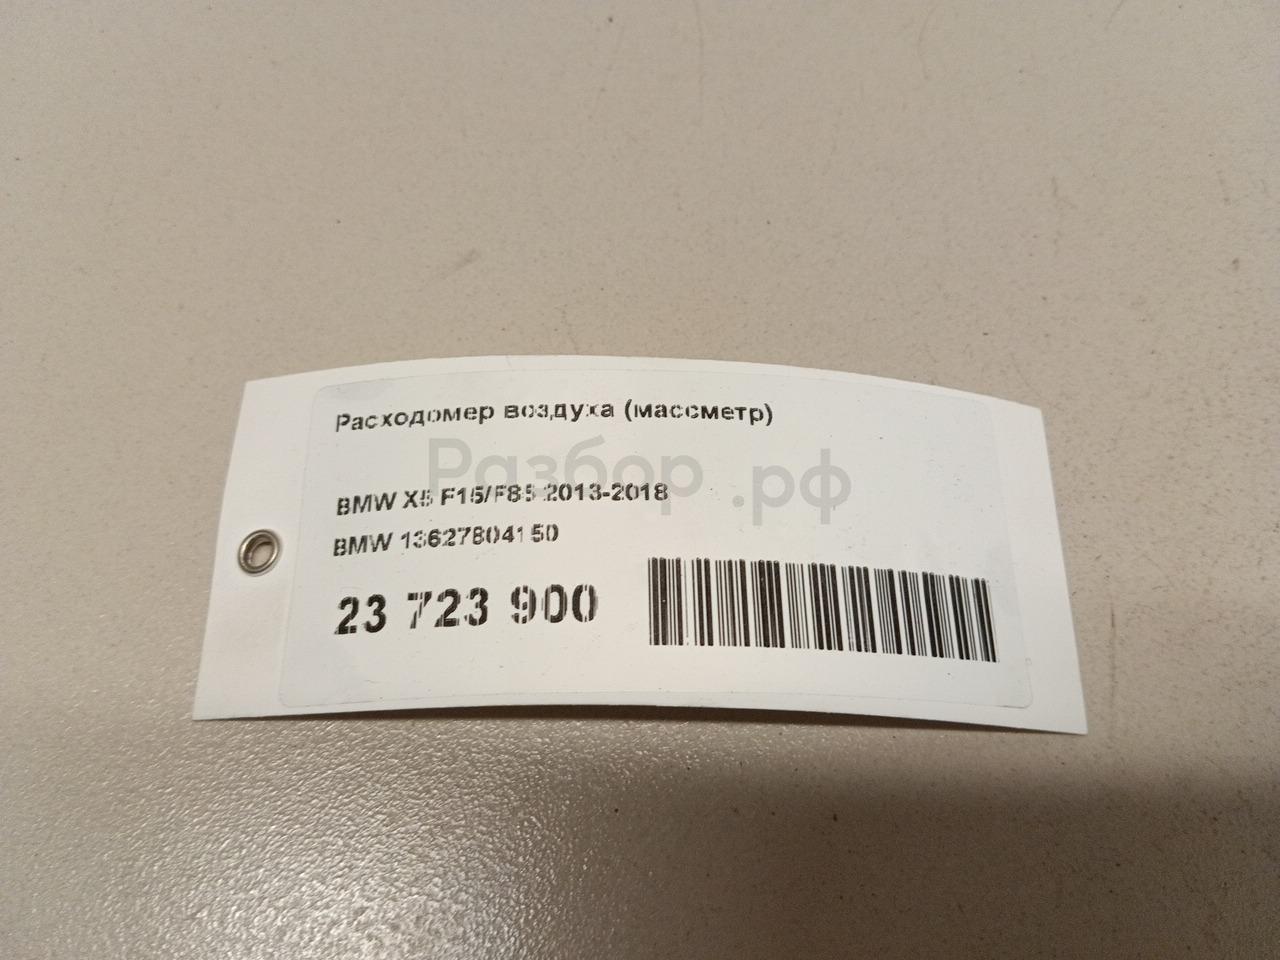 Расходомер воздуха (массметр)
Разбор.рф
BMW X5 F15/F85 2013-2018
BMW 13627804150
23 723 900